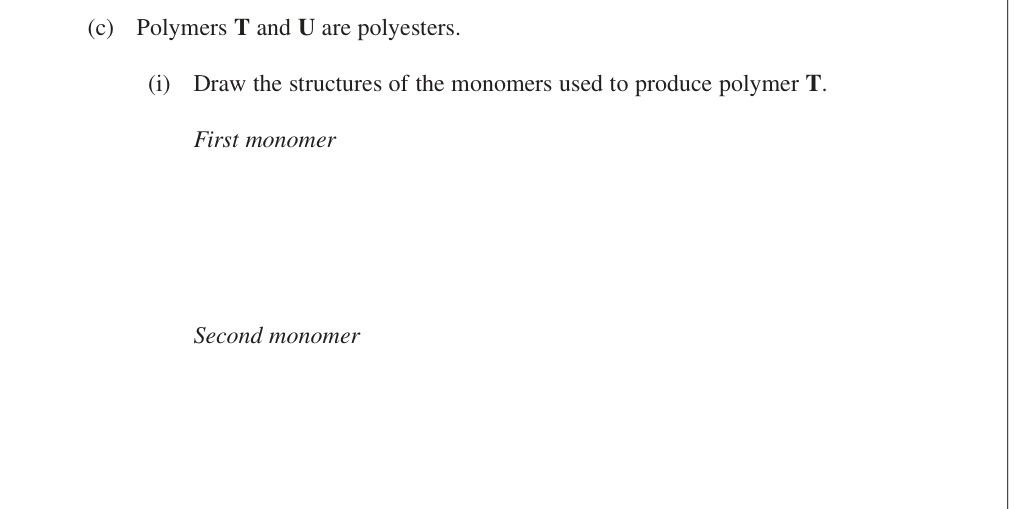 (c) Polymers T and U are polyesters.
(i) Draw the structures of the monomers used to produce polymer T.
First monomer
Second monomer